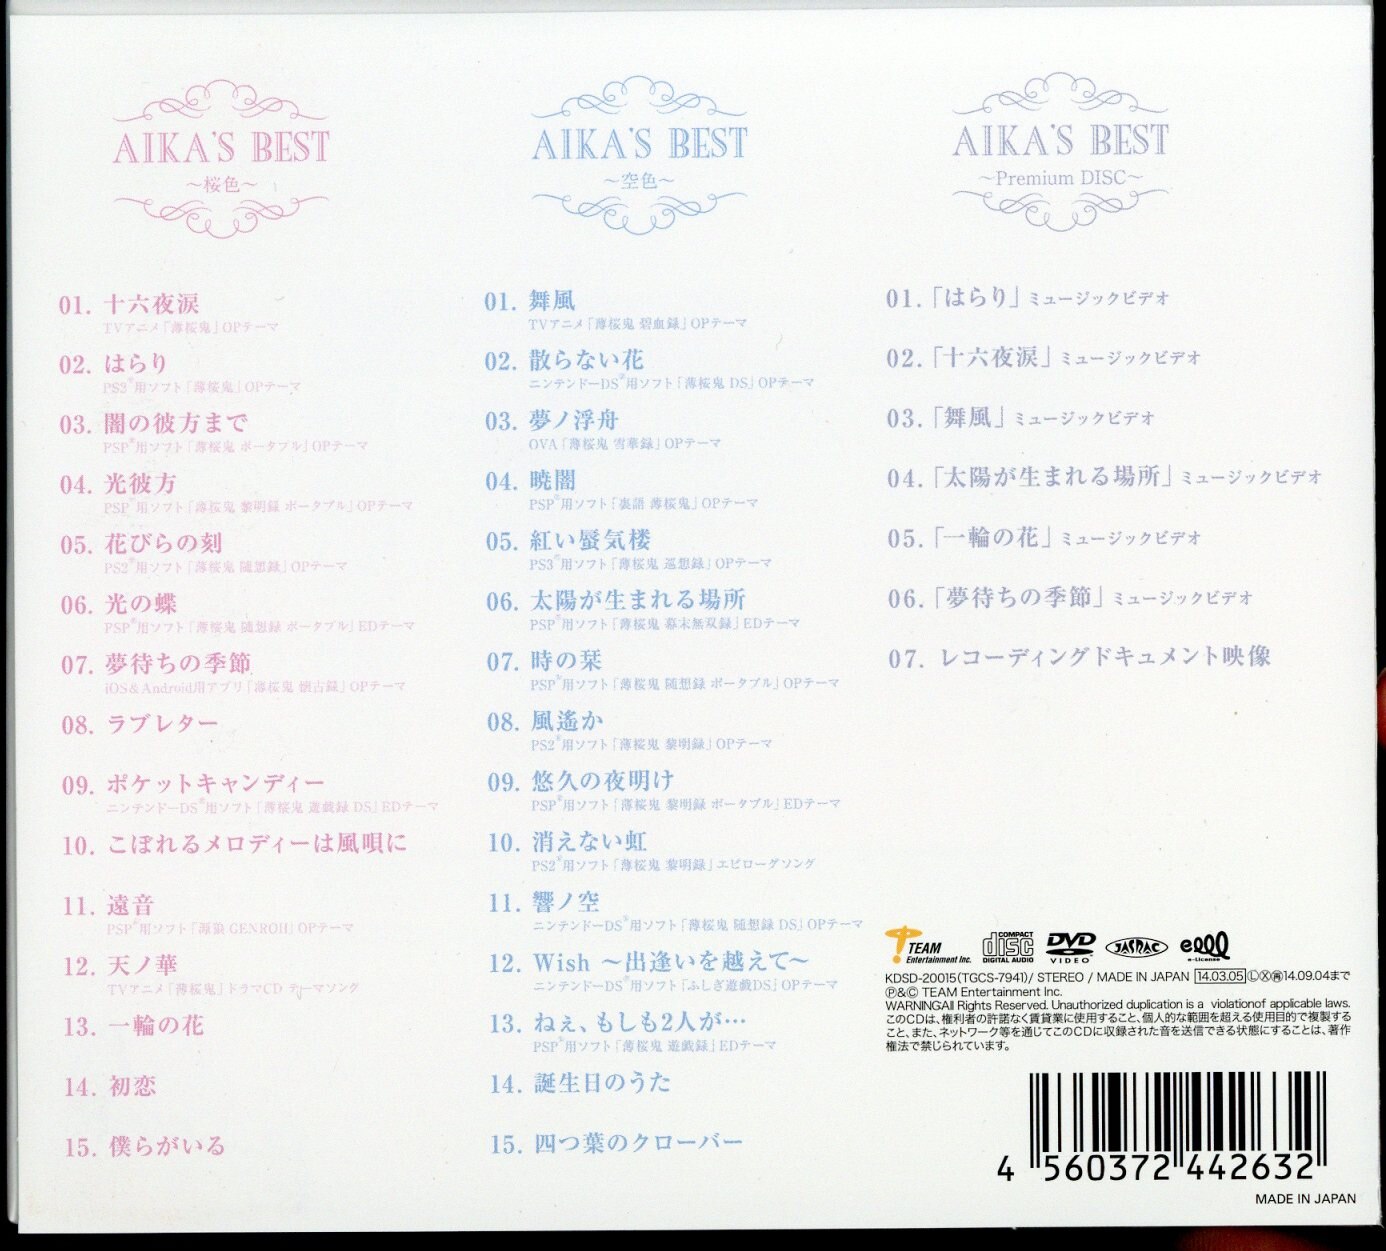 AIKA'S BEST
～桜色～
01. 十六夜涙
TVアニメ「薄桜鬼」OPテーマ
02. はらり
PS3®用ソフト「薄桜鬼」OPテーマ
03. 闇の彼方まで
PSP®用ソフト「薄桜鬼 ポータブル」OPテーマ
04. 光彼方
PSP®用ソフト「薄桜鬼 黎明録 ポータブル」OPテーマ
05. 花びらの刻
PS2®用ソフト「薄桜鬼 随想録」OPテーマ
06. 光の蝶
PSP®用ソフト「薄桜鬼 随想録 ポータブル」EDテーマ
07. 夢待ちの季節
iOS＆Android用アプリ「薄桜鬼 懐古録」OPテーマ
08. ラブレター
09. ポケットキャンディー
ニンテンドーDS®用ソフト「薄桜鬼 遊戯録 DS」EDテーマ
10. こぼれるメロディーは風唄に
11. 遠音
PSP®用ソフト「源狼 GENROH」OPテーマ
12. 天ノ華
TVアニメ「薄桜鬼」ドラマCD テーマソング
13. 一輪の花
14. 初恋
15. 僕らがいる
AIKA'S BEST
～空色～
01. 舞風
TVアニメ「薄桜鬼 碧血録」OPテーマ
02. 散らない花
ニンテンドーDS®用ソフト「薄桜鬼 DS」OPテーマ
03. 夢ノ浮舟
OVA「薄桜鬼 雪華録」OPテーマ
04. 暁闇
PSP®用ソフト「裏語 薄桜鬼」OPテーマ
05. 紅い蜃気楼
PS3®用ソフト「薄桜鬼 巡想録」OPテーマ
06. 太陽が生まれる場所
PSP®用ソフト「薄桜鬼 幕末無双録」EDテーマ
07. 時の栞
PSP®用ソフト「薄桜鬼 随想録 ポータブル」OPテーマ
08. 風遙か
PS2®用ソフト「薄桜鬼 黎明録」OPテーマ
09. 悠久の夜明け
PSP®用ソフト「薄桜鬼 黎明録 ポータブル」EDテーマ
10. 消えない虹
PS2®用ソフト「薄桜鬼 黎明録」エピローグソング
11. 響ノ空
ニンテンドーDS®用ソフト「薄桜鬼 随想録 DS」OPテーマ
12. Wish ～出逢いを越えて～
ニンテンドーDS®用ソフト「ふしぎ遊戯DS」OPテーマ
13. ねぇ、もしも2人が…
PSP®用ソフト「薄桜鬼 遊戯録」EDテーマ
14. 誕生日のうた
15. 四つ葉のクローバー
AIKA'S BEST
～Premium DISC～
01.「はらり」ミュージックビデオ
02.「十六夜涙」ミュージックビデオ
03.「舞風」ミュージックビデオ
04.「太陽が生まれる場所」ミュージックビデオ
05.「一輪の花」ミュージックビデオ
06.「夢待ちの季節」ミュージックビデオ
07. レコーディングドキュメント映像
TEAM
Entertainment Inc.
COMPACT
disc
DIGITAL AUDIO
DVD
VIDEO
JASRAC
e-License
KDSD-20015(TGCS-7941)/ STEREO / MADE IN JAPAN 14.03.05 Ⓛ Ⓧ 再 14.09.04まで
Ⓟ&© TEAM Entertainment Inc.
WARNING All Rights Reserved. Unauthorized duplication is a violationof applicable laws.
このCDは、権利者の許諾なく賃貸業に使用すること、個人的な範囲を超える使用目的で複製する
こと、また、ネットワーク等を通じてこのCDに収録された音を送信できる状態にすることは、著作
権法で禁じられています。
4 560372 442632
MADE IN JAPAN